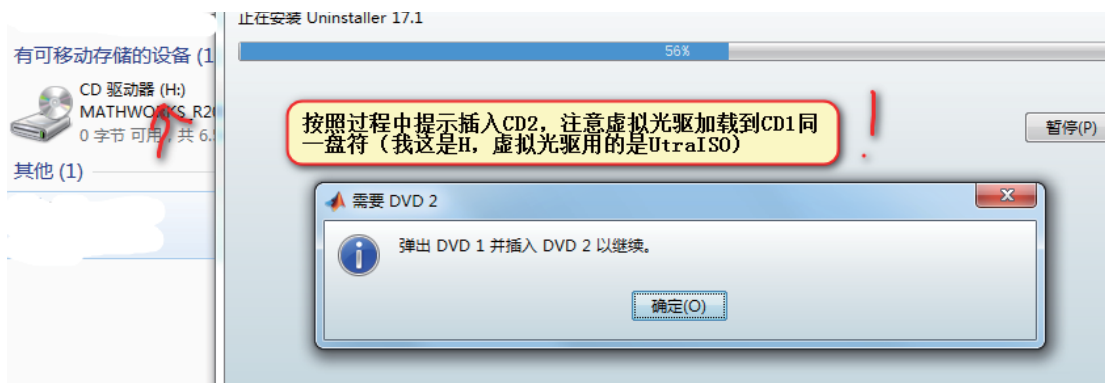 正在安装 Uninstaller 17.1
56%
有可移动存储的设备 (1
CD 驱动器 (H:)
MATHWORKS_R20
0 字节 可用，共 6.
其他 (1)
按照过程中提示插入CD2，注意虚拟光驱加载到CD1同
一盘符（我这是H，虚拟光驱用的是UtraISO）
!
暂停(P)
需要 DVD 2
弹出 DVD 1 并插入 DVD 2 以继续。
确定(O)